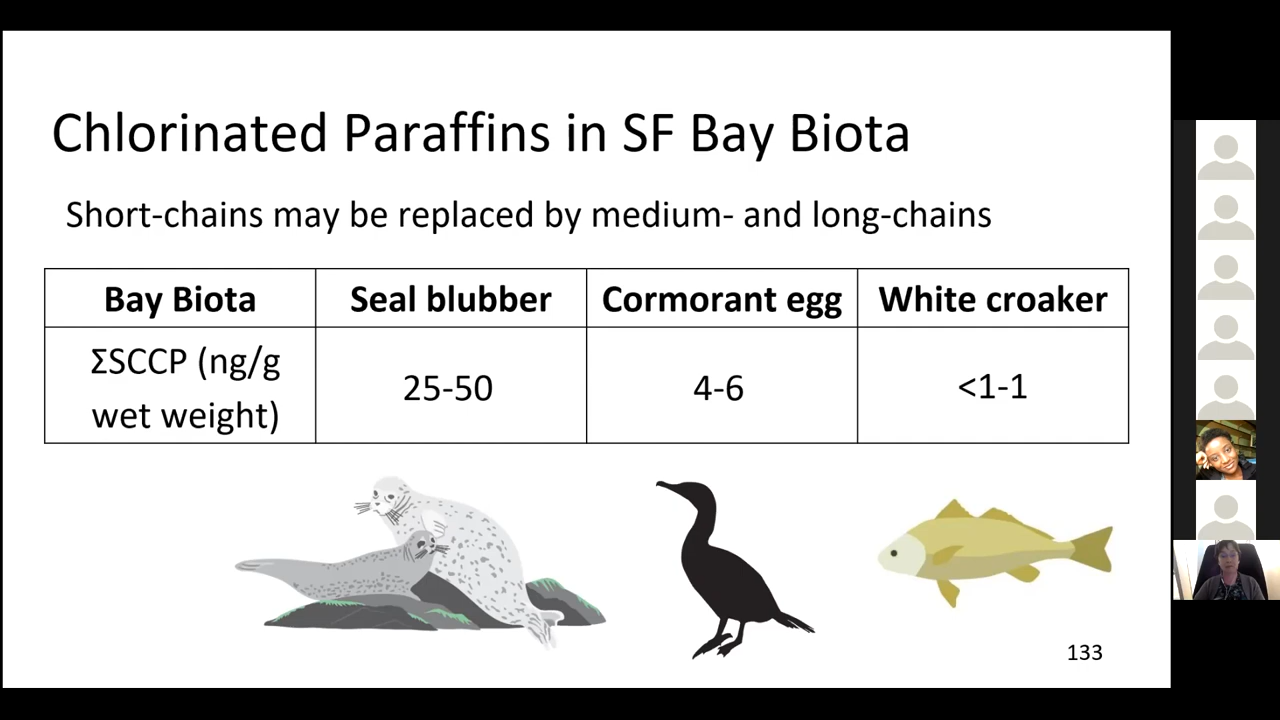 Chlorinated Paraffins in SF Bay Biota
Short-chains may be replaced by medium- and long-chains
Bay Biota Seal blubber Cormorant egg White croaker
ΣSCCP (ng/g
wet weight) 25-50 4-6 <1-1
133